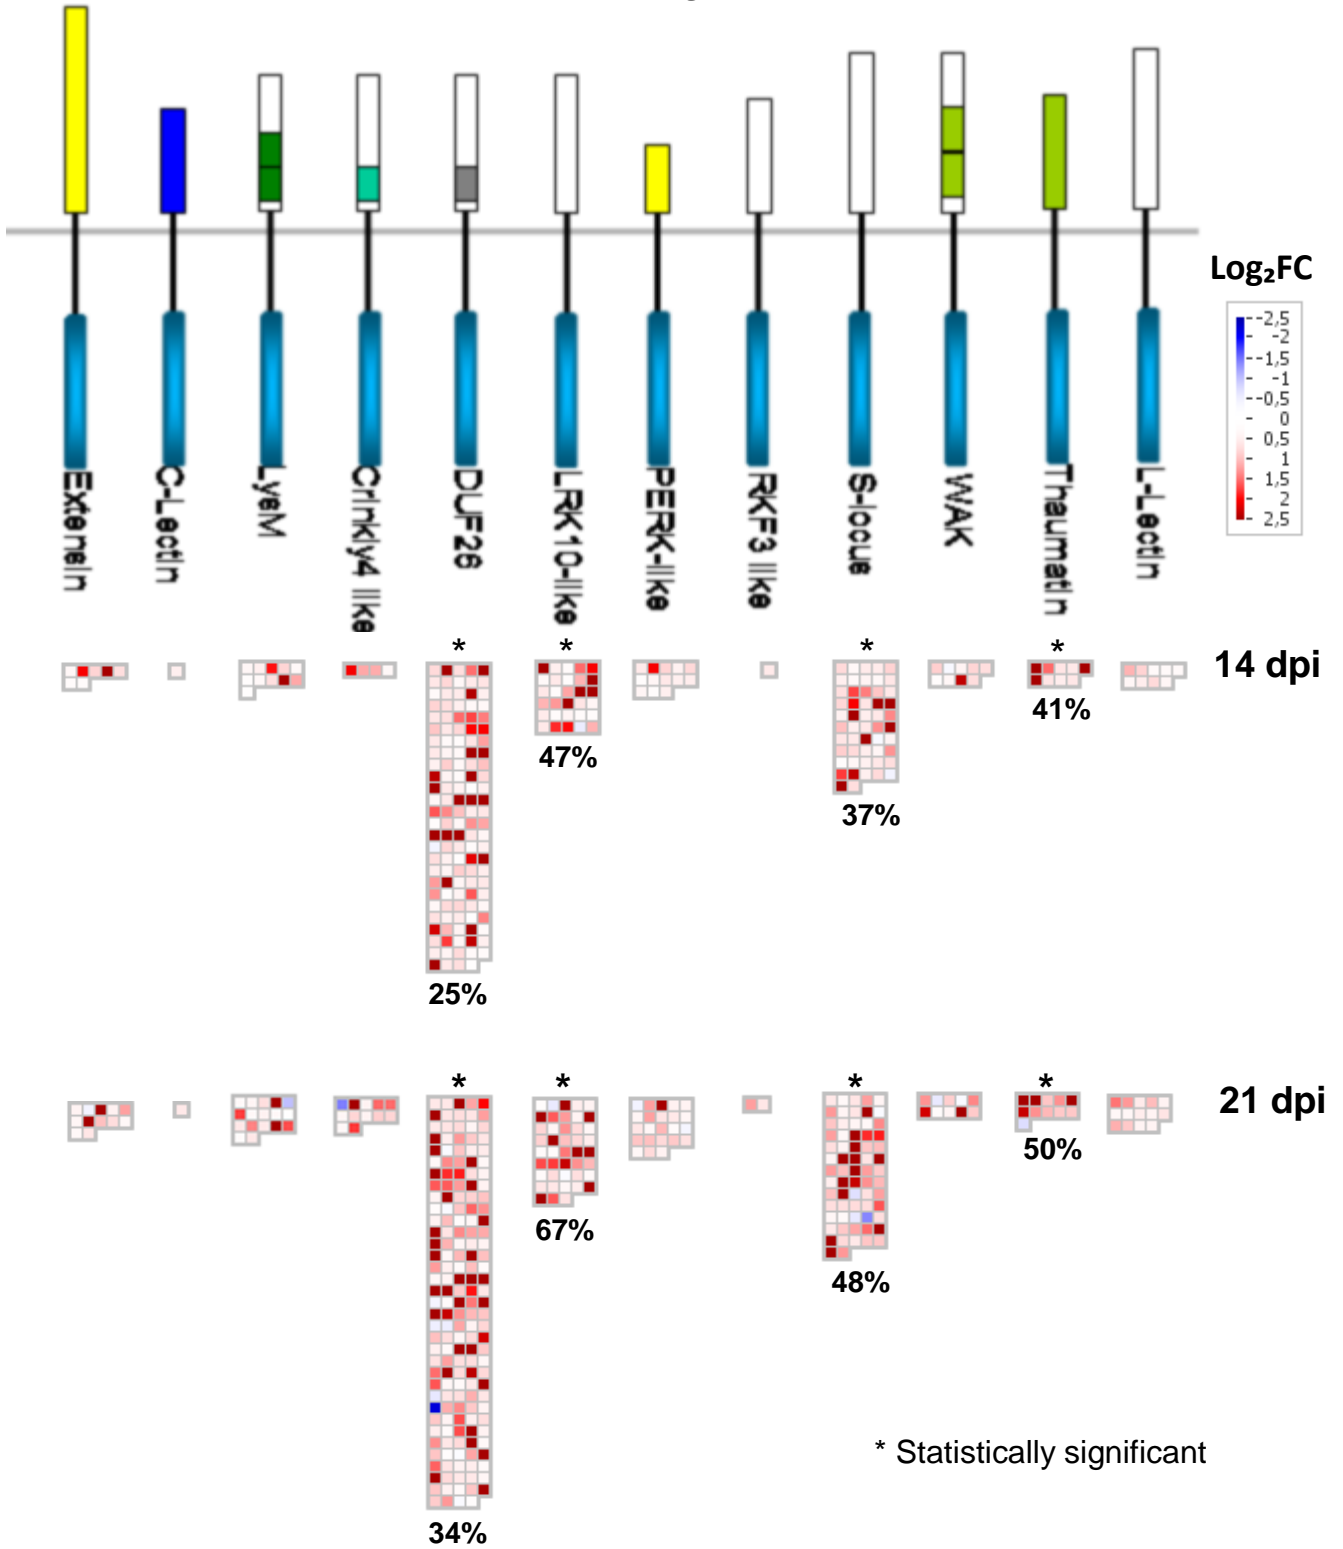 Log₂FC
-2,5
-2
-1,5
-1
-0,5
0
0,5
1
1,5
2
2,5
Extensin
C-Lectin
LysM
Crinkly4 like
DUF26
LRK10-like
PERK-like
RKF3 like
S-locus
WAK
Thaumatin
L-Lectin
* * * *
14 dpi
41%
47%
37%
25%
* * * *
21 dpi
50%
67%
48%
* Statistically significant
34%